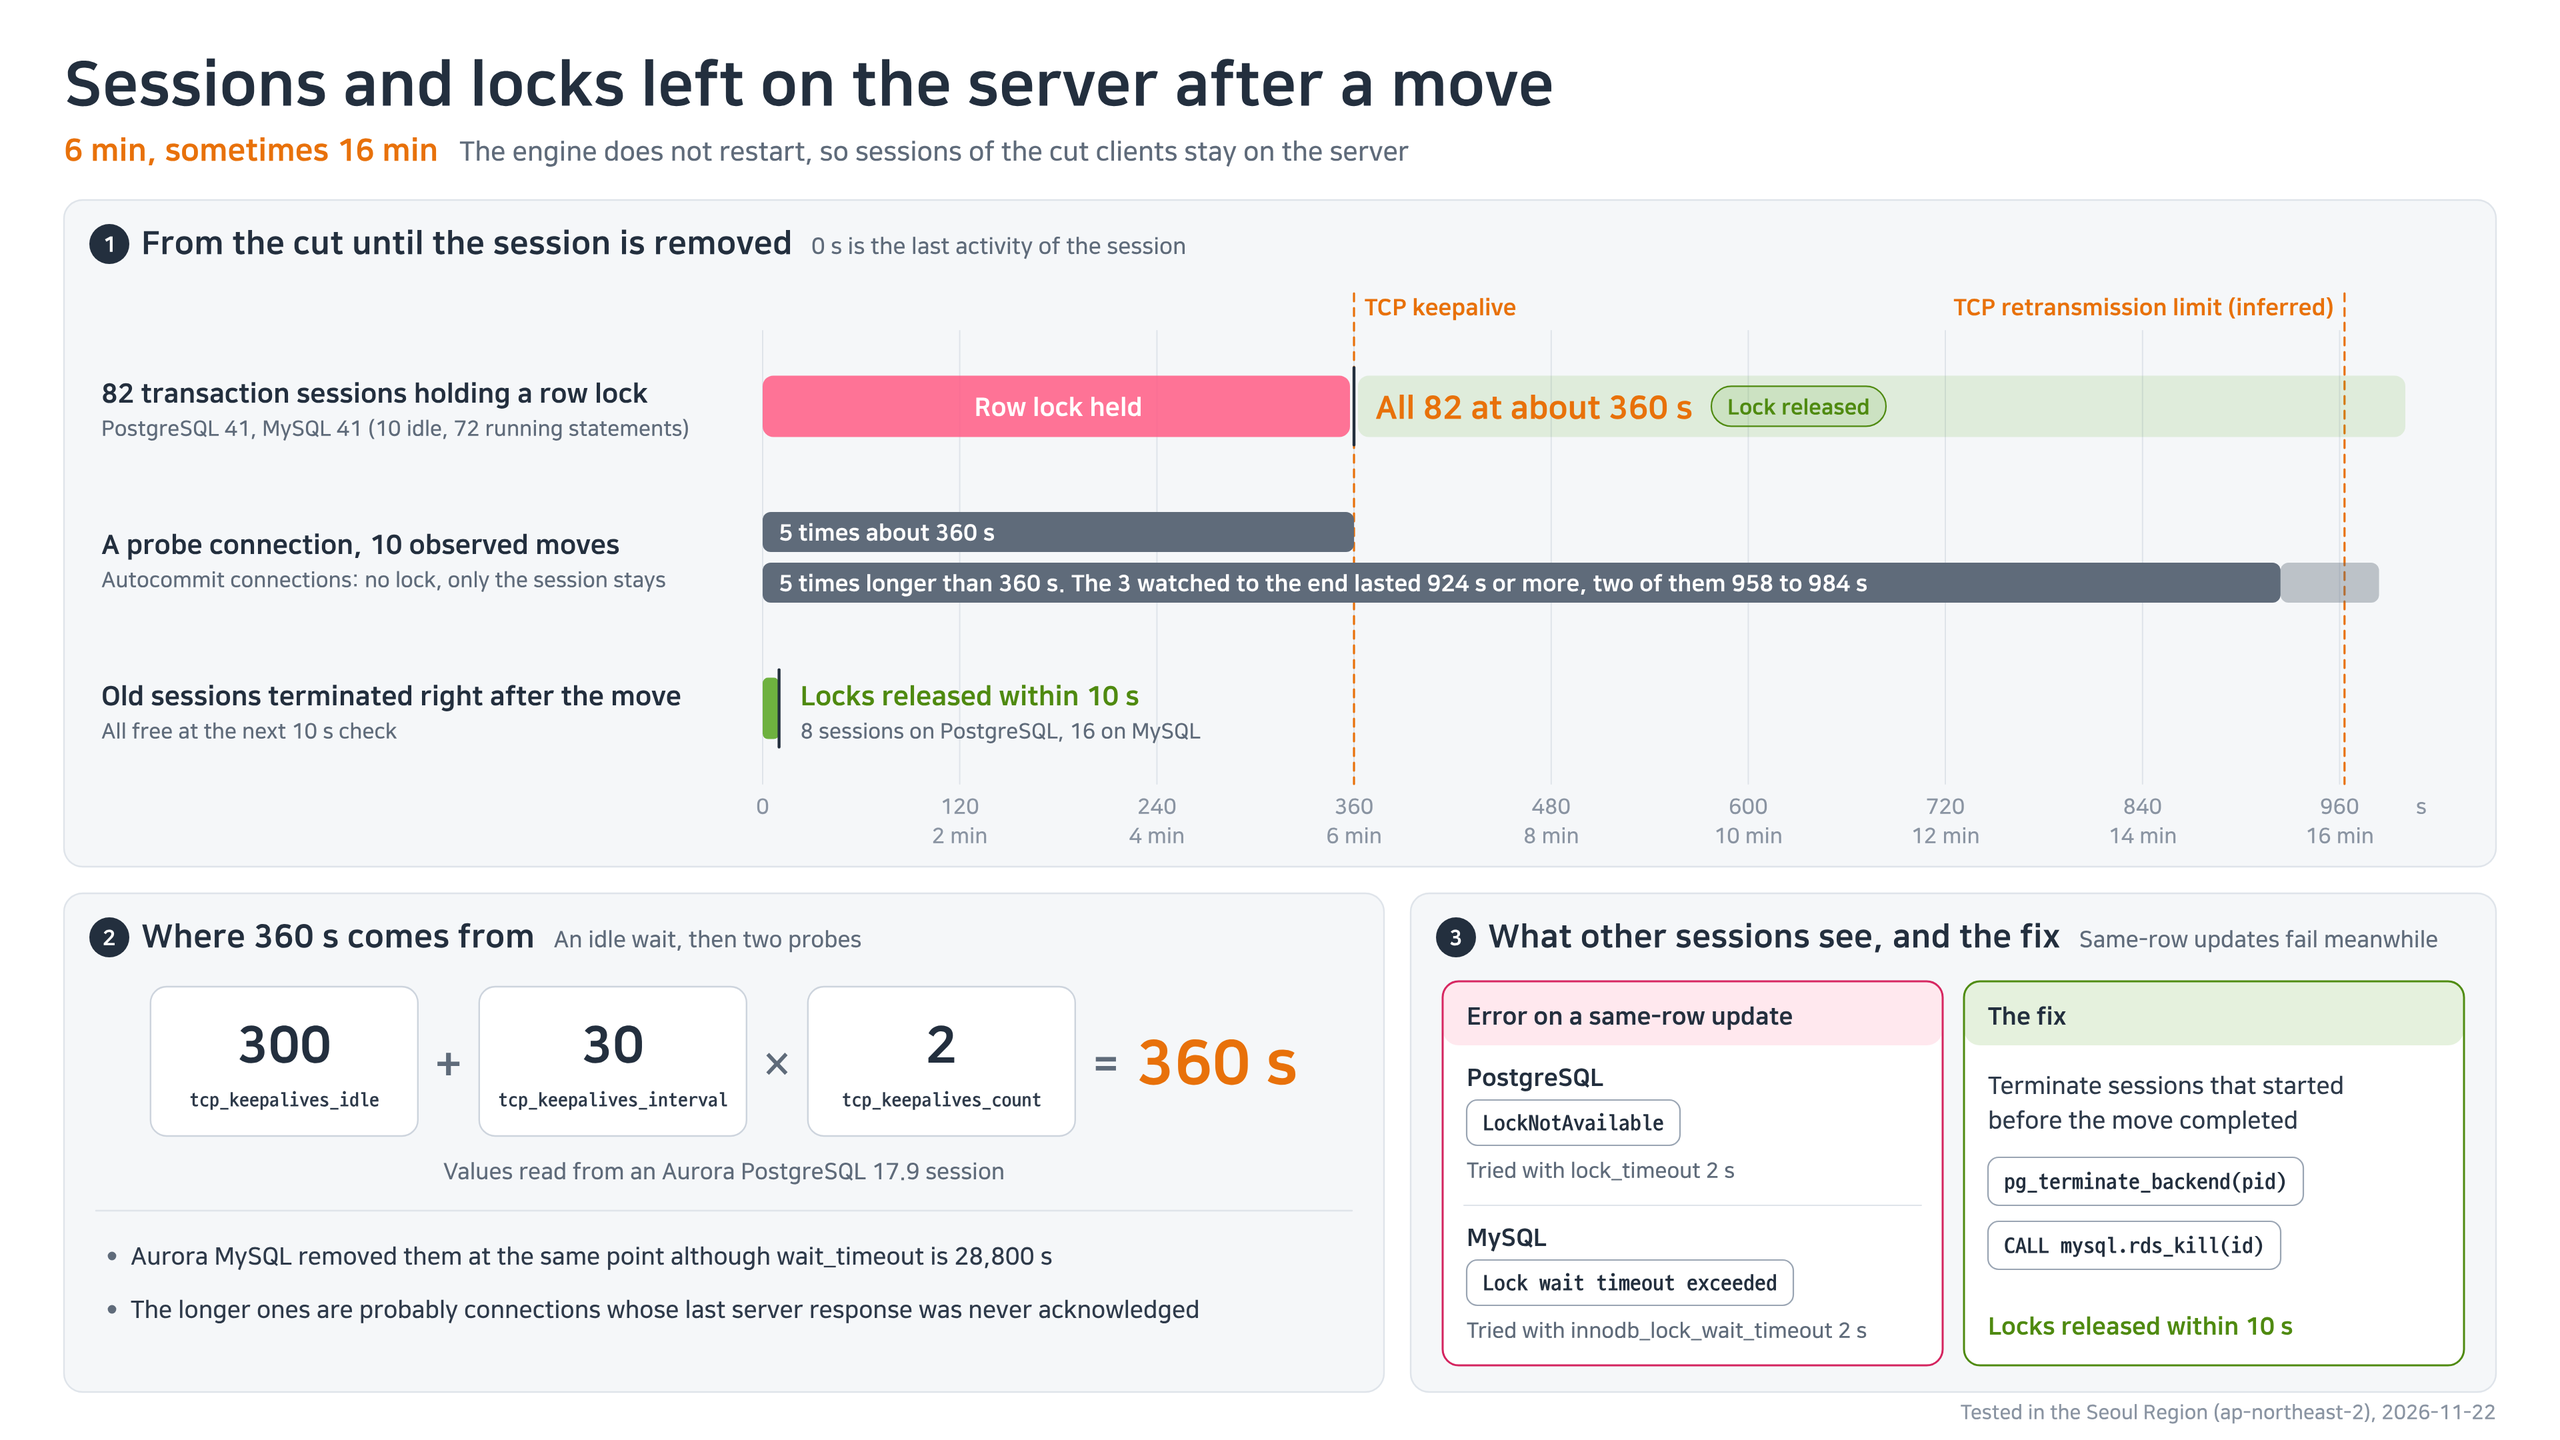 Sessions and locks left on the server after a move
6 min, sometimes 16 min The engine does not restart, so sessions of the cut clients stay on the server
1 From the cut until the session is removed 0 s is the last activity of the session
TCP keepalive
TCP retransmission limit (inferred)
82 transaction sessions holding a row lock
PostgreSQL 41, MySQL 41 (10 idle, 72 running statements)
Row lock held
All 82 at about 360 s
Lock released
A probe connection, 10 observed moves
Autocommit connections: no lock, only the session stays
5 times about 360 s
5 times longer than 360 s. The 3 watched to the end lasted 924 s or more, two of them 958 to 984 s
Old sessions terminated right after the move
All free at the next 10 s check
Locks released within 10 s
8 sessions on PostgreSQL, 16 on MySQL
0 120 240 360 480 600 720 840 960 s
2 min 4 min 6 min 8 min 10 min 12 min 14 min 16 min
2 Where 360 s comes from An idle wait, then two probes
300 + 30 × 2 = 360 s
tcp_keepalives_idle tcp_keepalives_interval tcp_keepalives_count
Values read from an Aurora PostgreSQL 17.9 session
• Aurora MySQL removed them at the same point although wait_timeout is 28,800 s
• The longer ones are probably connections whose last server response was never acknowledged
3 What other sessions see, and the fix Same-row updates fail meanwhile
Error on a same-row update
PostgreSQL
LockNotAvailable
Tried with lock_timeout 2 s
MySQL
Lock wait timeout exceeded
Tried with innodb_lock_wait_timeout 2 s
The fix
Terminate sessions that started
before the move completed
pg_terminate_backend(pid)
CALL mysql.rds_kill(id)
Locks released within 10 s
Tested in the Seoul Region (ap-northeast-2), 2026-11-22